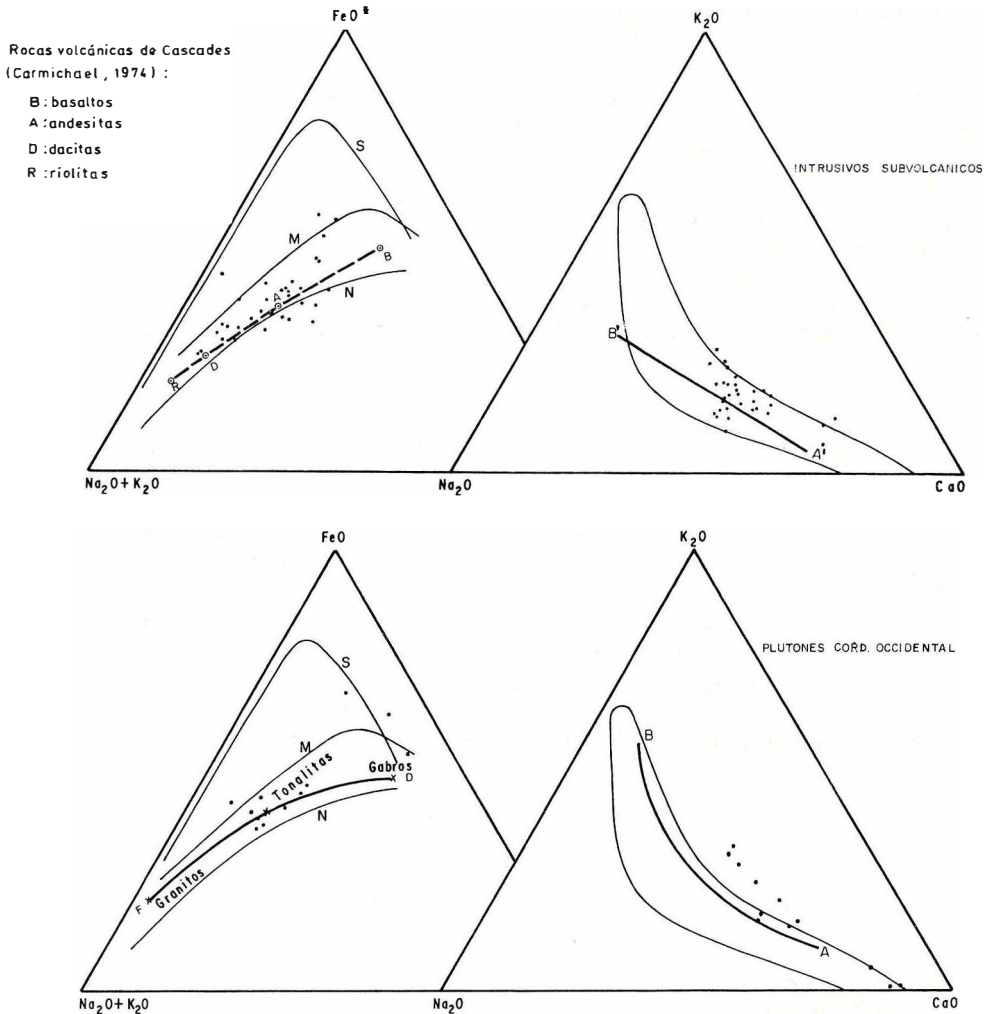 FeO*
K₂O
Rocas volcánicas de Cascades
(Carmichael, 1974) :
B : basaltos
A : andesitas
D : dacitas
R : riolitas
S
M
A
B
N
D
R
INTRUSIVOS SUBVOLCANICOS
B'
A'
Na₂O+K₂O
Na₂O
CaO
FeO
K₂O
PLUTONES CORD. OCCIDENTAL
S
M
Tonalitas
Gabros
D
N
Granitos
F
B
A
Na₂O+K₂O
Na₂O
CaO